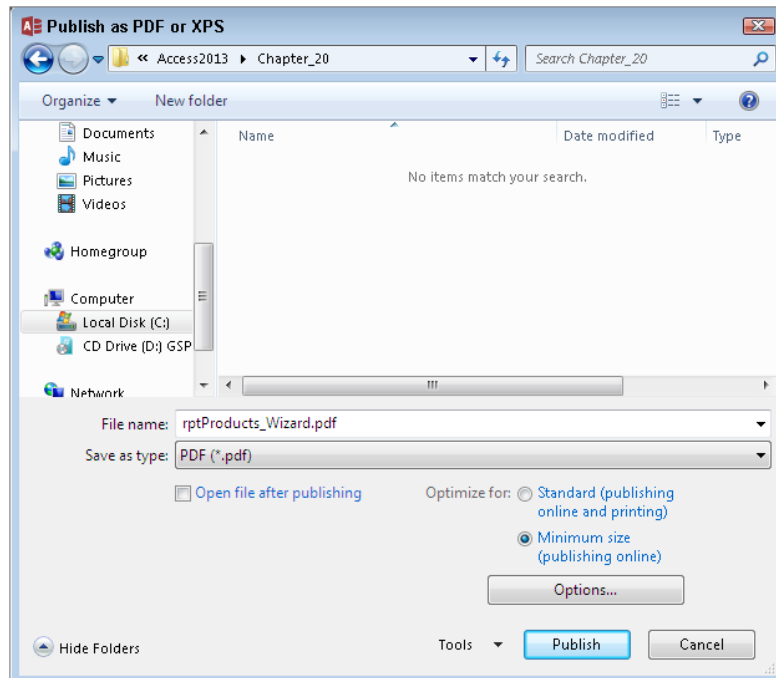 Publish as PDF or XPS
« Access2013 ▸ Chapter_20
Search Chapter_20
Organize
New folder
Documents
Music
Pictures
Videos
Homegroup
Computer
Local Disk (C:)
CD Drive (D:) GSP
Network
Name
Date modified
Type
No items match your search.
File name: rptProducts_Wizard.pdf
Save as type: PDF (*.pdf)
Open file after publishing
Optimize for:
Standard (publishing
online and printing)
Minimum size
(publishing online)
Options...
Hide Folders
Tools
Publish
Cancel